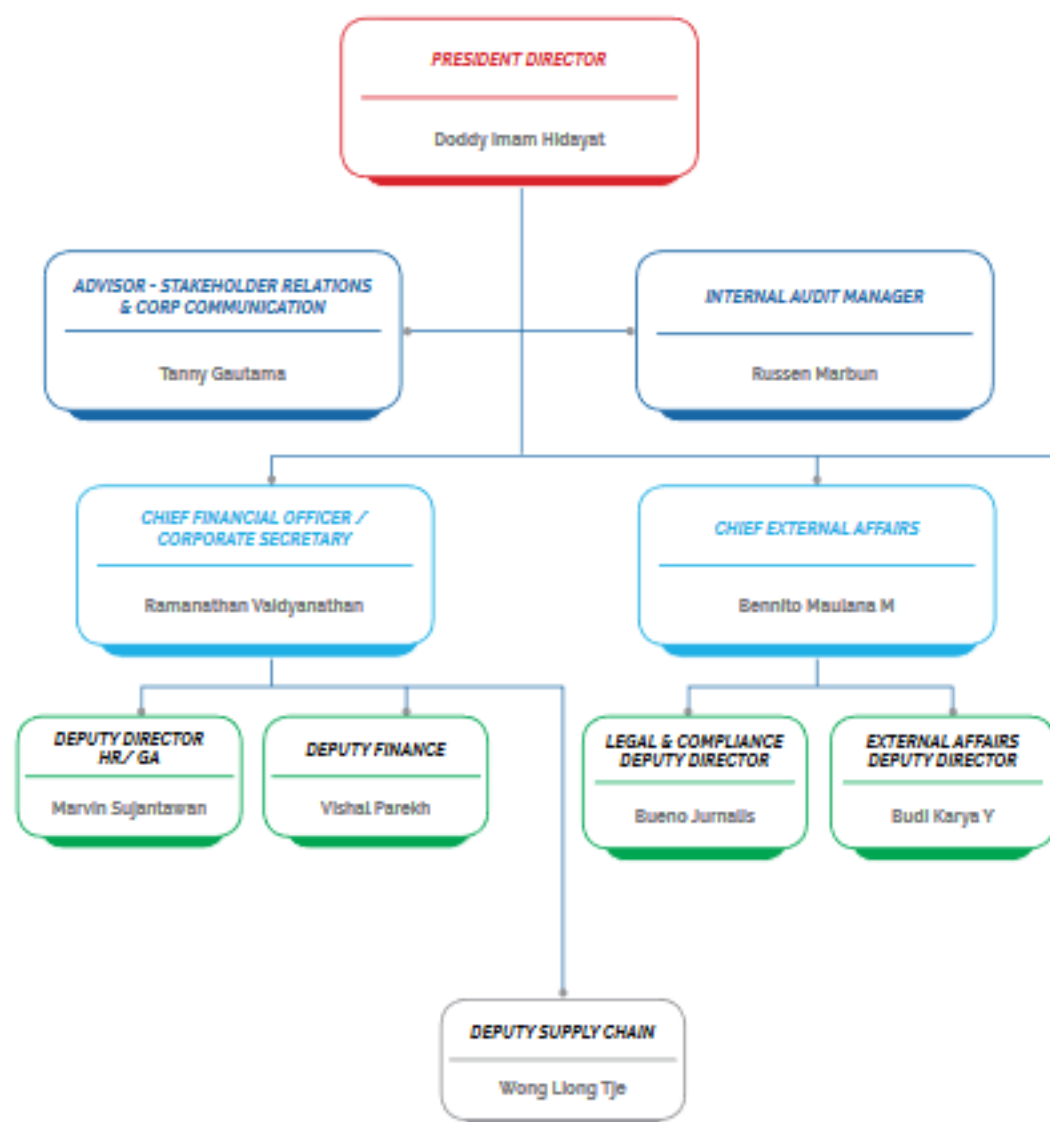 PRESIDENT DIRECTOR
Doddy Imam Hidayat
ADVISOR - STAKEHOLDER RELATIONS
& CORP COMMUNICATION
Tanny Gautama
INTERNAL AUDIT MANAGER
Russen Marbun
CHIEF FINANCIAL OFFICER /
CORPORATE SECRETARY
Ramanathan Vaidyanathan
CHIEF EXTERNAL AFFAIRS
Bennito Maulana M
DEPUTY DIRECTOR
HR/ GA
Marvin Sujantawan
DEPUTY FINANCE
Vishal Parekh
LEGAL & COMPLIANCE
DEPUTY DIRECTOR
Bueno Jurnalis
EXTERNAL AFFAIRS
DEPUTY DIRECTOR
Budi Karya Y
DEPUTY SUPPLY CHAIN
Wong Liong Tje